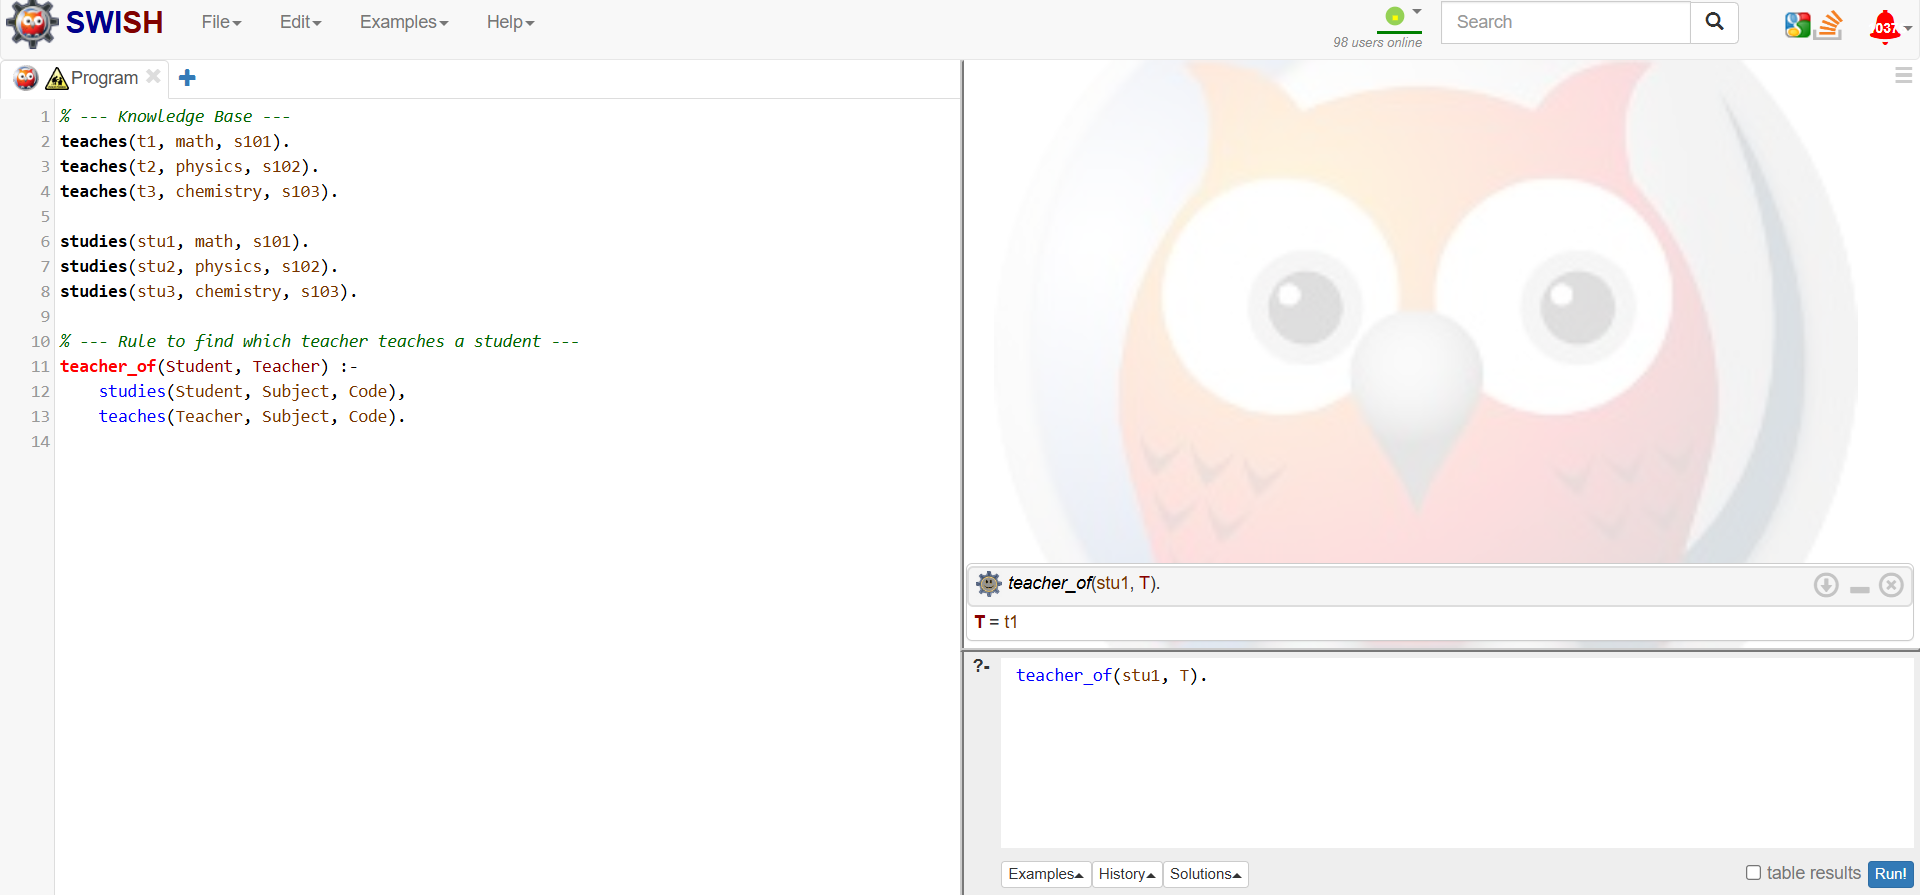 SWISH File Edit Examples Help 98 users online Search
Program
1 % --- Knowledge Base ---
2 teaches(t1, math, s101).
3 teaches(t2, physics, s102).
4 teaches(t3, chemistry, s103).
5
6 studies(stu1, math, s101).
7 studies(stu2, physics, s102).
8 studies(stu3, chemistry, s103).
9
10 % --- Rule to find which teacher teaches a student ---
11 teacher_of(Student, Teacher) :-
12     studies(Student, Subject, Code),
13     teaches(Teacher, Subject, Code).
14
teacher_of(stu1, T).
T = t1
?- teacher_of(stu1, T).
Examples History Solutions table results Run!